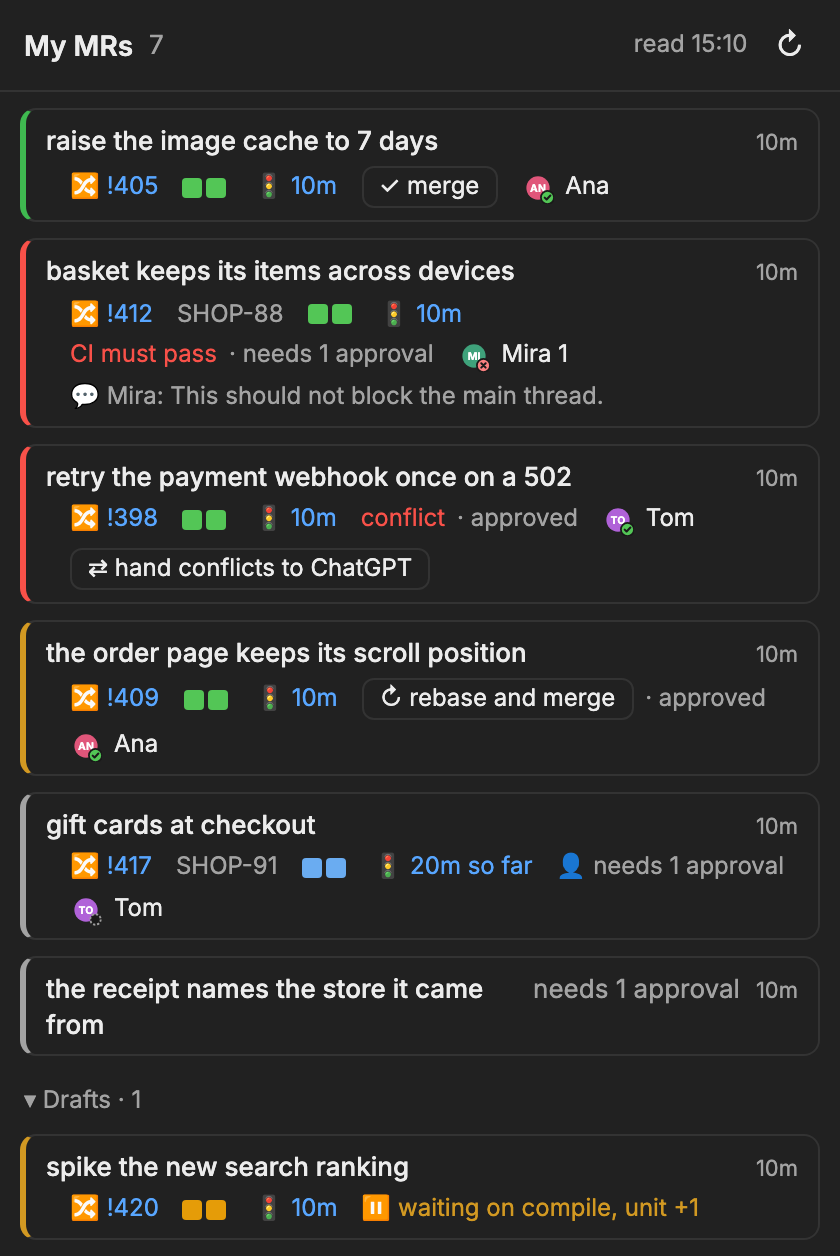 My MRs 7 read 15:10
raise the image cache to 7 days 10m
!405 10m ✓ merge AN Ana
basket keeps its items across devices 10m
!412 SHOP-88 10m
CI must pass · needs 1 approval MI Mira 1
Mira: This should not block the main thread.
retry the payment webhook once on a 502 10m
!398 10m conflict · approved TO Tom
⇄ hand conflicts to ChatGPT
the order page keeps its scroll position 10m
!409 10m ↻ rebase and merge · approved
AN Ana
gift cards at checkout 10m
!417 SHOP-91 20m so far needs 1 approval
TO Tom
the receipt names the store it came needs 1 approval 10m
from
▾ Drafts · 1
spike the new search ranking 10m
!420 10m waiting on compile, unit +1